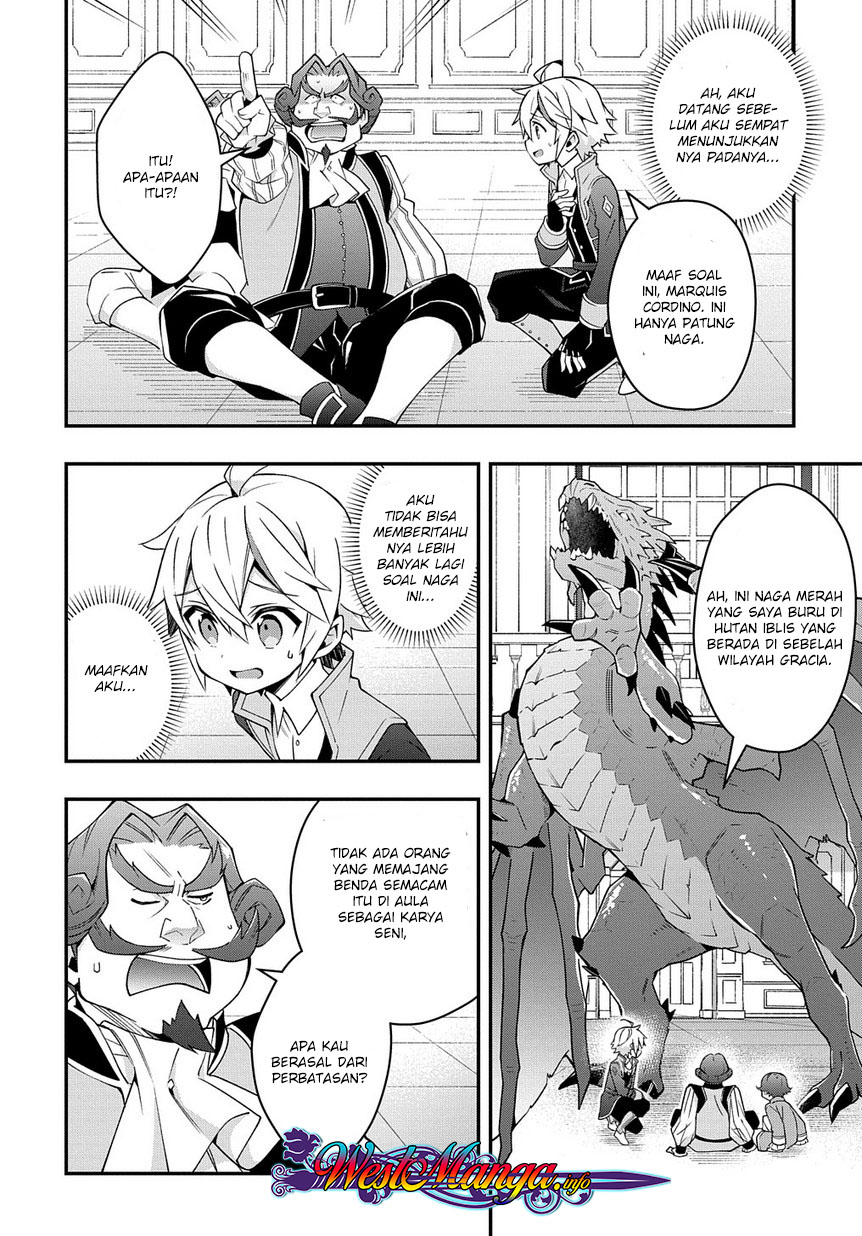 AH, AKU
DATANG SEBE-
LUM AKU SEMPAT
MENUNJUKKAN
NYA PADANYA...
ITU!
APA-APAAN
ITU?!
MAAF SOAL
INI, MARQUIS
CORDINO. INI
HANYA PATUNG
NAGA.
AKU
TIDAK BISA
MEMBERITAHU
NYA LEBIH
BANYAK LAGI
SOAL NAGA
INI...
MAAFKAN
AKU...
AH, INI NAGA MERAH
YANG SAYA BURU DI
HUTAN IBLIS YANG
BERADA DI SEBELAH
WILAYAH GRACIA.
TIDAK ADA ORANG
YANG MEMAJANG
BENDA SEMACAM
ITU DI AULA
SEBAGAI KARYA
SENI,
APA KAU
BERASAL DARI
PERBATASAN?
WestManga.info